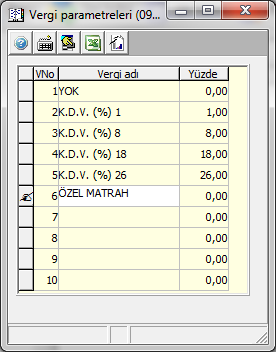 Vergi parametreleri (09...
VNo Vergi adı Yüzde
1 YOK 0,00
2 K.D.V. (%) 1 1,00
3 K.D.V. (%) 8 8,00
4 K.D.V. (%) 18 18,00
5 K.D.V. (%) 26 26,00
6 ÖZEL MATRAH 0,00
7 0,00
8 0,00
9 0,00
10 0,00